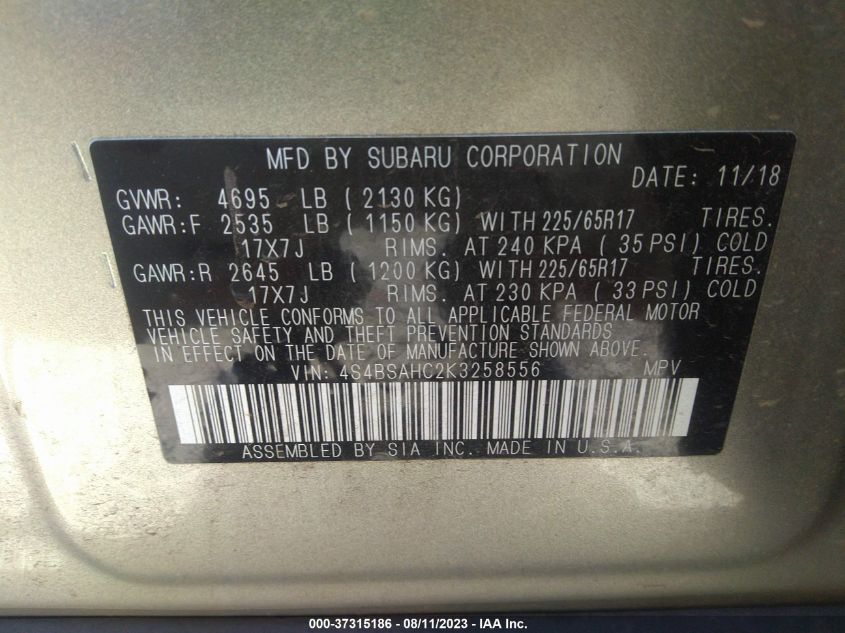 MFD BY SUBARU CORPORATION
DATE: 11/18
GVWR: 4695 LB ( 2130 KG)
GAWR:F 2535 LB ( 1150 KG) WITH 225/65R17 TIRES.
17X7J RIMS. AT 240 KPA ( 35 PSI) COLD
GAWR:R 2645 LB ( 1200 KG) WITH 225/65R17 TIRES.
17X7J RIMS. AT 230 KPA ( 33 PSI) COLD
THIS VEHICLE CONFORMS TO ALL APPLICABLE FEDERAL MOTOR
VEHICLE SAFETY AND THEFT PREVENTION STANDARDS
IN EFFECT ON THE DATE OF MANUFACTURE SHOWN ABOVE.
VIN: 4S4BSAHC2K3258556 MPV
ASSEMBLED BY SIA INC. MADE IN U.S.A.
000-37315186 - 08/11/2023 - IAA Inc.